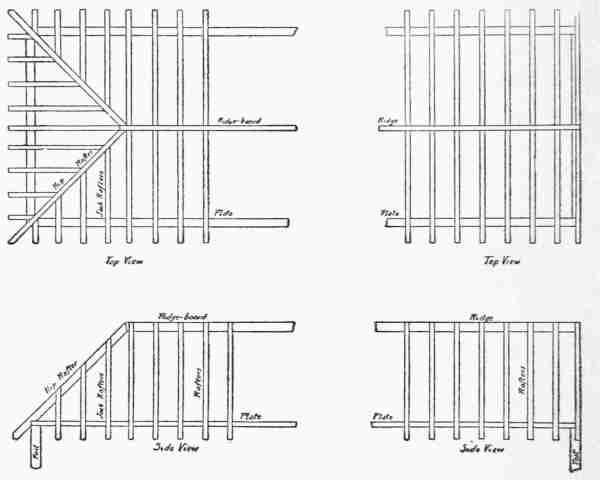 Ridge-board
Hip Rafter
Jack Rafters
Plate
Top View
Ridge
Plate
Top View
Ridge-board
Hip Rafter
Jack Rafters
Rafters
Plate
Post
Side View
Ridge
Rafters
Plate
Side View
Post